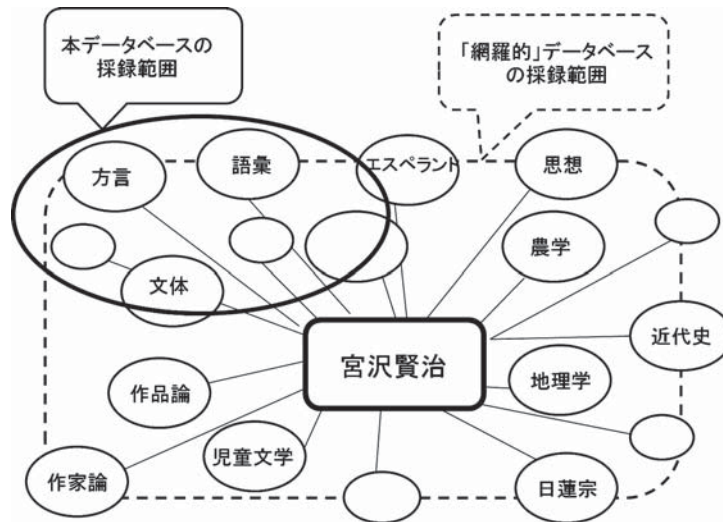 本データベースの
採録範囲
「網羅的」データベース
の採録範囲
方言
語彙
エスペラント
思想
農学
文体
宮沢賢治
近代史
作品論
地理学
児童文学
作家論
日蓮宗